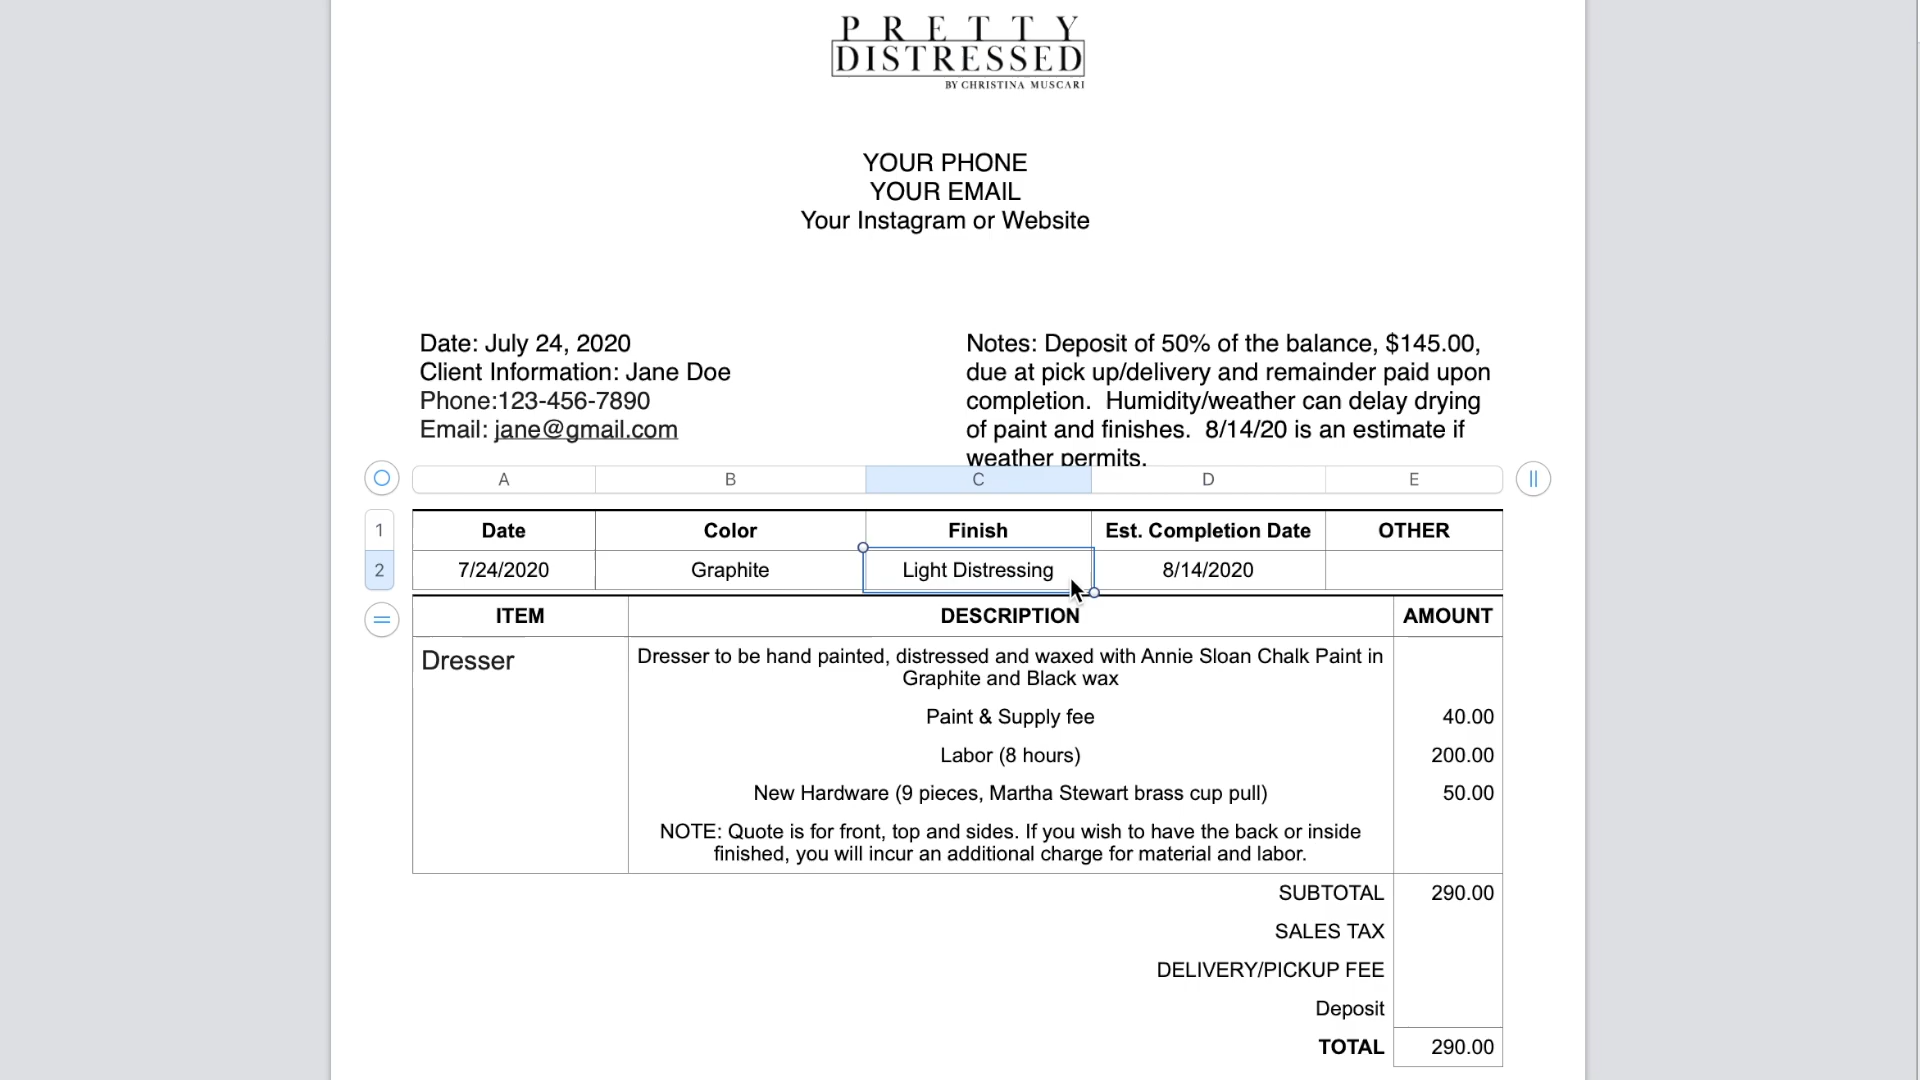 PRETTY
DISTRESSED
BY CHRISTINA MUSCARI
YOUR PHONE
YOUR EMAIL
Your Instagram or Website
Date: July 24, 2020
Client Information: Jane Doe
Phone:123-456-7890
Email: jane@gmail.com
Notes: Deposit of 50% of the balance, $145.00,
due at pick up/delivery and remainder paid upon
completion.  Humidity/weather can delay drying
of paint and finishes.  8/14/20 is an estimate if
weather permits.
A B C D E
1 Date Color Finish Est. Completion Date OTHER
2 7/24/2020 Graphite Light Distressing 8/14/2020
ITEM DESCRIPTION AMOUNT
Dresser Dresser to be hand painted, distressed and waxed with Annie Sloan Chalk Paint in
Graphite and Black wax
Paint & Supply fee 40.00
Labor (8 hours) 200.00
New Hardware (9 pieces, Martha Stewart brass cup pull) 50.00
NOTE: Quote is for front, top and sides. If you wish to have the back or inside
finished, you will incur an additional charge for material and labor.
SUBTOTAL 290.00
SALES TAX
DELIVERY/PICKUP FEE
Deposit
TOTAL 290.00